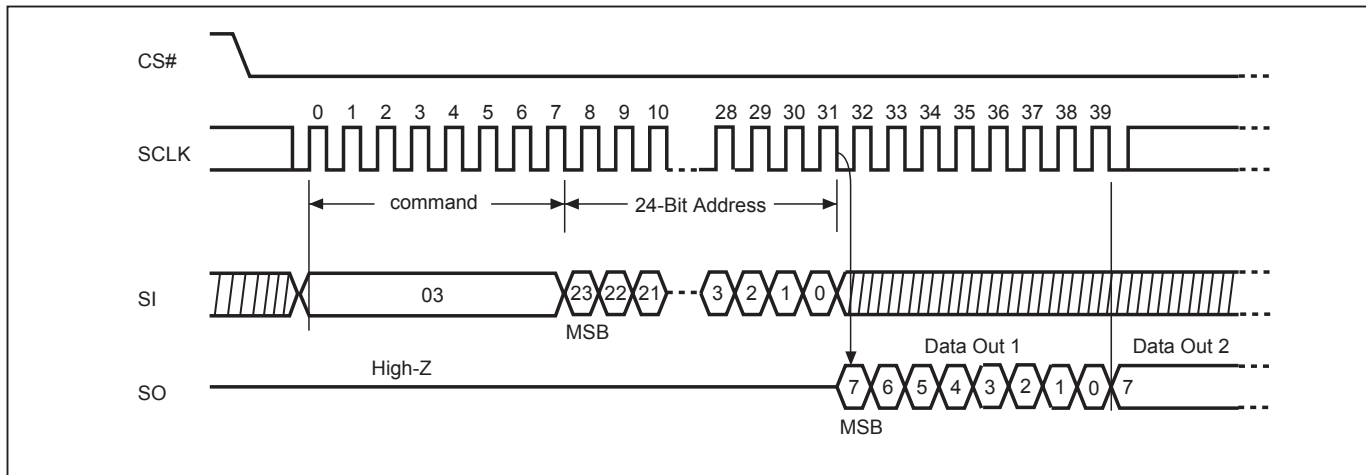 CS#
0 1 2 3 4 5 6 7 8 9 10 28 29 30 31 32 33 34 35 36 37 38 39
SCLK
command 24-Bit Address
SI 03 23 22 21 3 2 1 0
MSB
High-Z Data Out 1 Data Out 2
SO 7 6 5 4 3 2 1 0 7
MSB